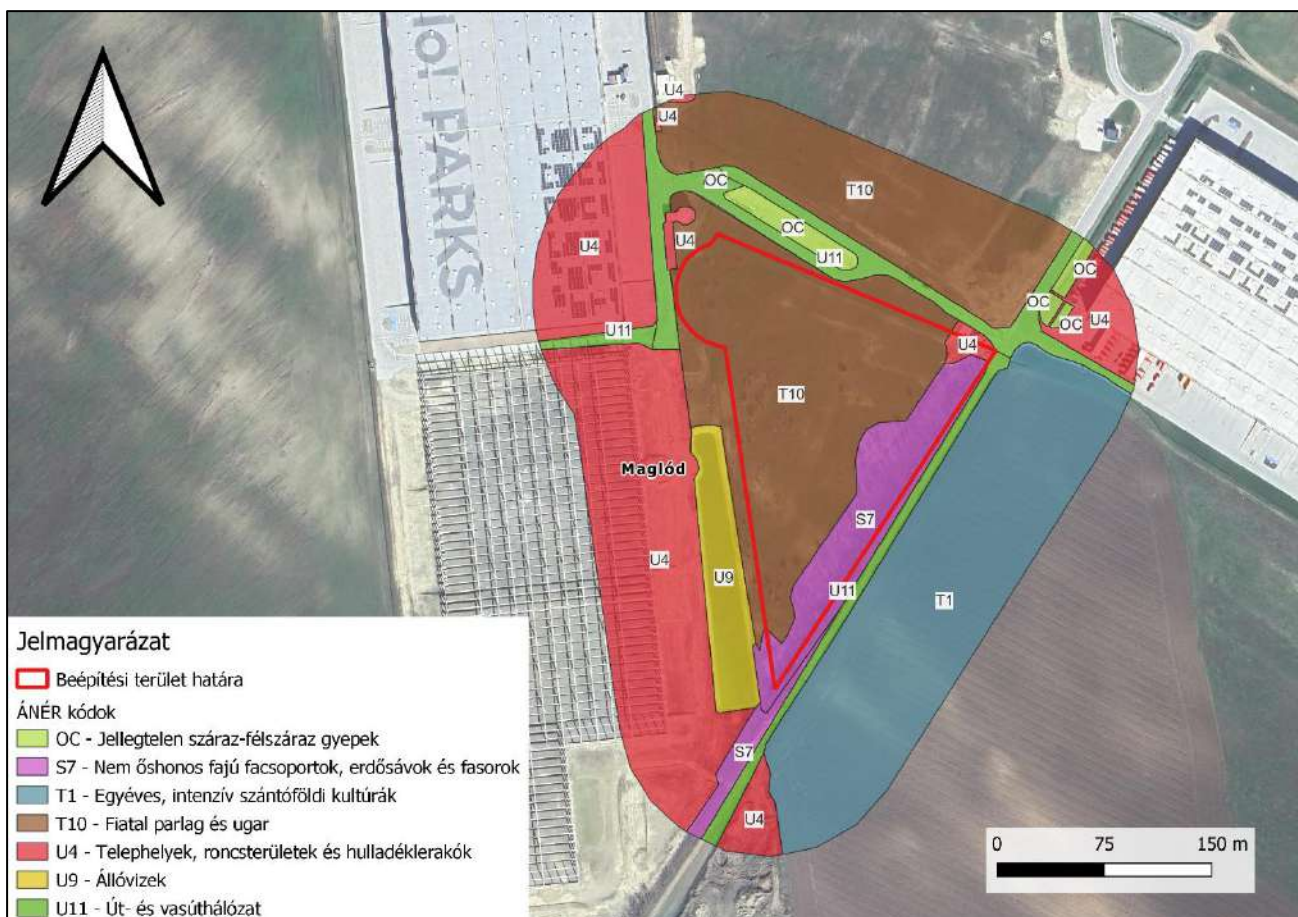 ol PARKS
U4
U4
OC
T10
OC
U4
U4
U11
OC
OC
OC
U4
U11
U4
T10
Maglód
S7
U4
U9
U11
T1
S7
U4
Jelmagyarázat
Beépítési terület határa
ÁNÉR kódok
OC - Jellegtelen száraz-félszáraz gyepek
S7 - Nem őshonos fajú facsoportok, erdősávok és fasorok
T1 - Egyéves, intenzív szántóföldi kultúrák
T10 - Fiatal parlag és ugar
U4 - Telephelyek, roncsterületek és hulladéklerakók
U9 - Állóvizek
U11 - Út- és vasúthálózat
0 75 150 m